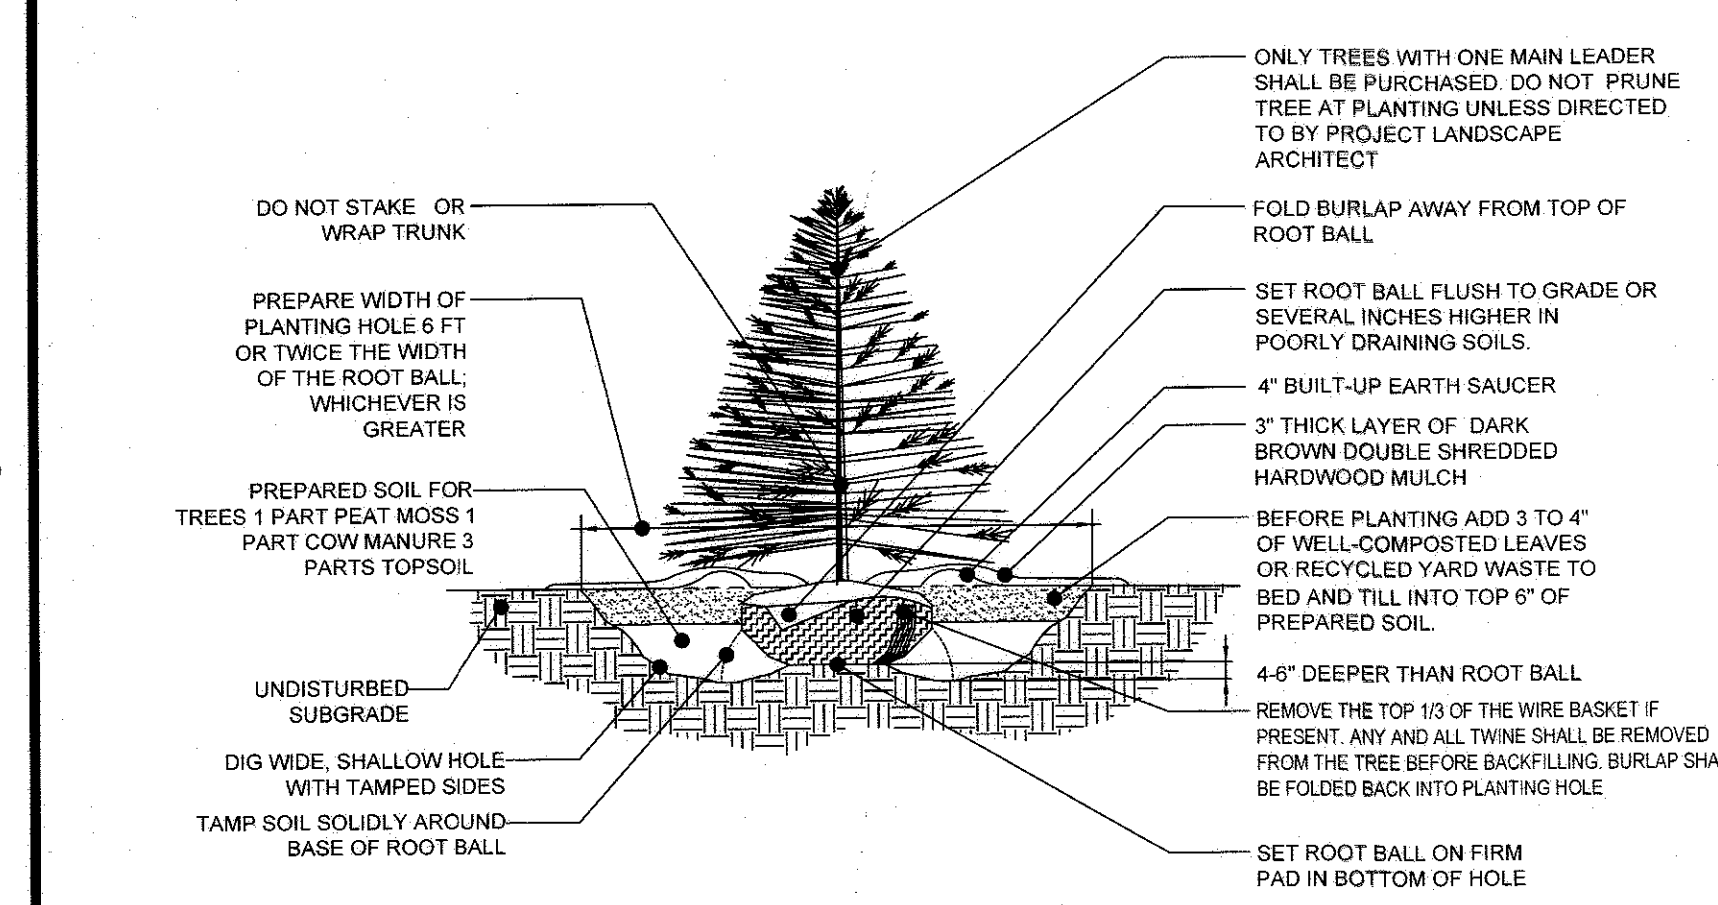 DO NOT STAKE OR
WRAP TRUNK
PREPARE WIDTH OF
PLANTING HOLE 6 FT
OR TWICE THE WIDTH
OF THE ROOT BALL;
WHICHEVER IS
GREATER
PREPARED SOIL FOR
TREES 1 PART PEAT MOSS 1
PART COW MANURE 3
PARTS TOPSOIL
UNDISTURBED
SUBGRADE
DIG WIDE, SHALLOW HOLE
WITH TAMPED SIDES
TAMP SOIL SOLIDLY AROUND
BASE OF ROOT BALL
ONLY TREES WITH ONE MAIN LEADER
SHALL BE PURCHASED. DO NOT PRUNE
TREE AT PLANTING UNLESS DIRECTED
TO BY PROJECT LANDSCAPE
ARCHITECT
FOLD BURLAP AWAY FROM TOP OF
ROOT BALL
SET ROOT BALL FLUSH TO GRADE OR
SEVERAL INCHES HIGHER IN
POORLY DRAINING SOILS.
4" BUILT-UP EARTH SAUCER
3" THICK LAYER OF DARK
BROWN DOUBLE SHREDDED
HARDWOOD MULCH
BEFORE PLANTING ADD 3 TO 4"
OF WELL-COMPOSTED LEAVES
OR RECYCLED YARD WASTE TO
BED AND TILL INTO TOP 6" OF
PREPARED SOIL.
4-6" DEEPER THAN ROOT BALL
REMOVE THE TOP 1/3 OF THE WIRE BASKET IF
PRESENT. ANY AND ALL TWINE SHALL BE REMOVED
FROM THE TREE BEFORE BACKFILLING. BURLAP SHA
BE FOLDED BACK INTO PLANTING HOLE
SET ROOT BALL ON FIRM
PAD IN BOTTOM OF HOLE